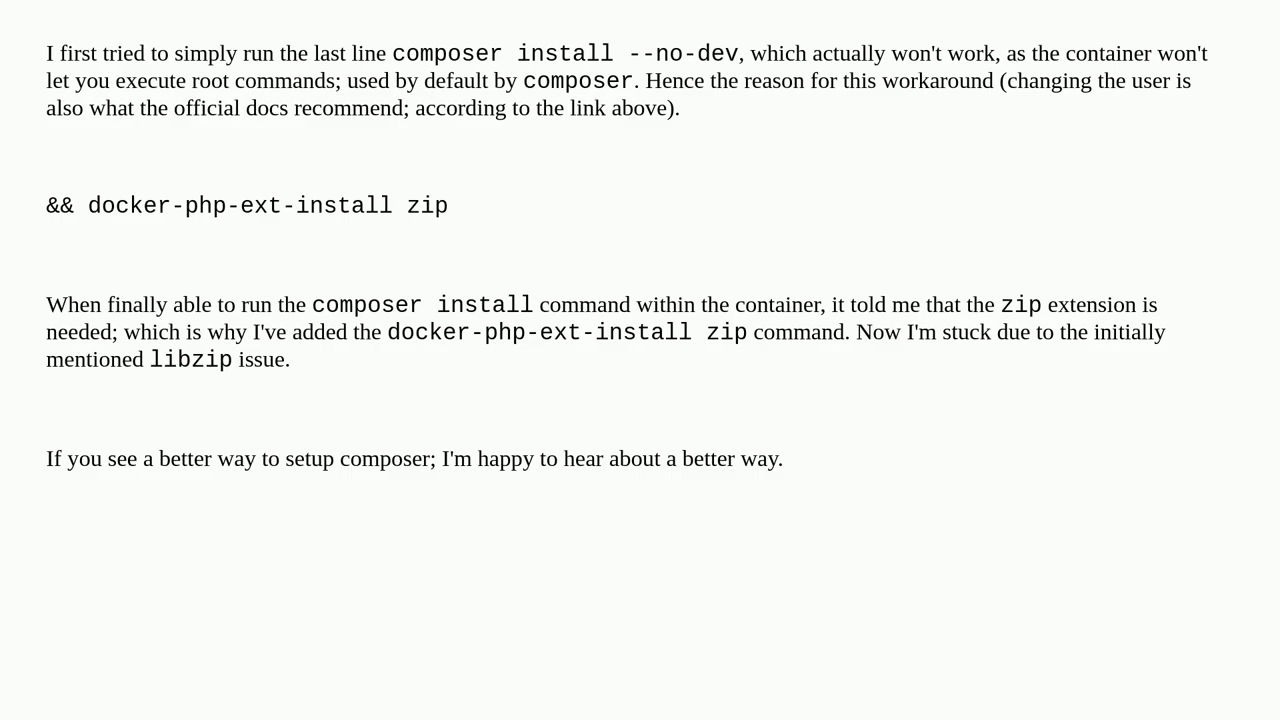 I first tried to simply run the last line composer install --no-dev, which actually won't work, as the container won't
let you execute root commands; used by default by composer. Hence the reason for this workaround (changing the user is
also what the official docs recommend; according to the link above).
&& docker-php-ext-install zip
When finally able to run the composer install command within the container, it told me that the zip extension is
needed; which is why I've added the docker-php-ext-install zip command. Now I'm stuck due to the initially
mentioned libzip issue.
If you see a better way to setup composer; I'm happy to hear about a better way.